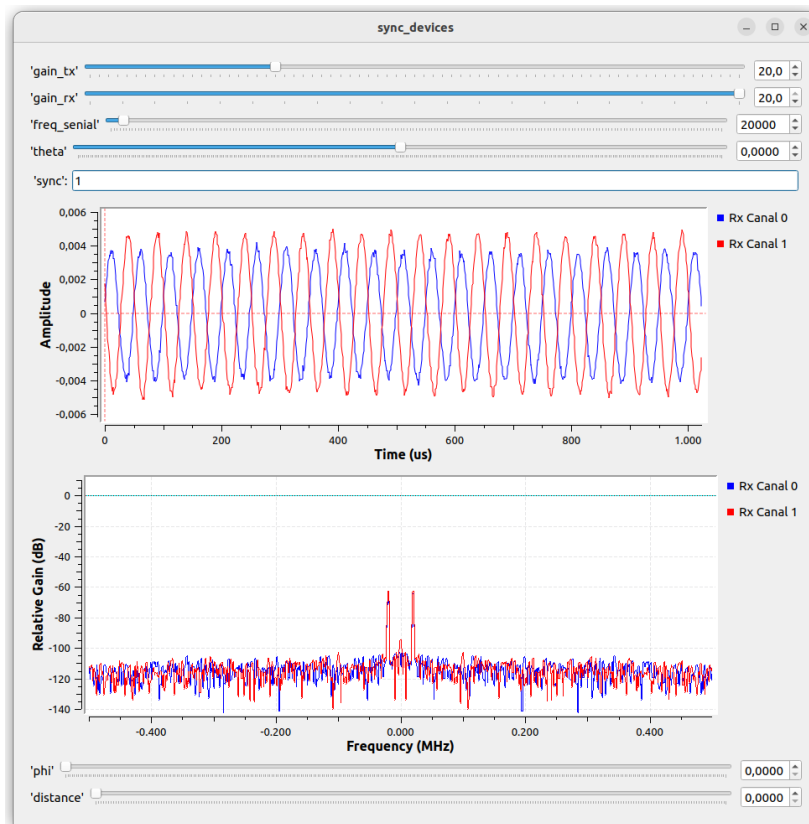 sync_devices
'gain_tx' 20,0
'gain_rx' 20,0
'freq_senial' 20000
'theta' 0,0000
'sync': 1
0,006
0,004
0,002
0
-0,002
-0,004
-0,006
Amplitude
0 200 400 600 800 1.000
Time (us)
Rx Canal 0
Rx Canal 1
0
-20
-40
-60
-80
-100
-120
-140
Relative Gain (dB)
-0.400 -0.200 0.000 0.200 0.400
Frequency (MHz)
Rx Canal 0
Rx Canal 1
'phi' 0,0000
'distance' 0,0000